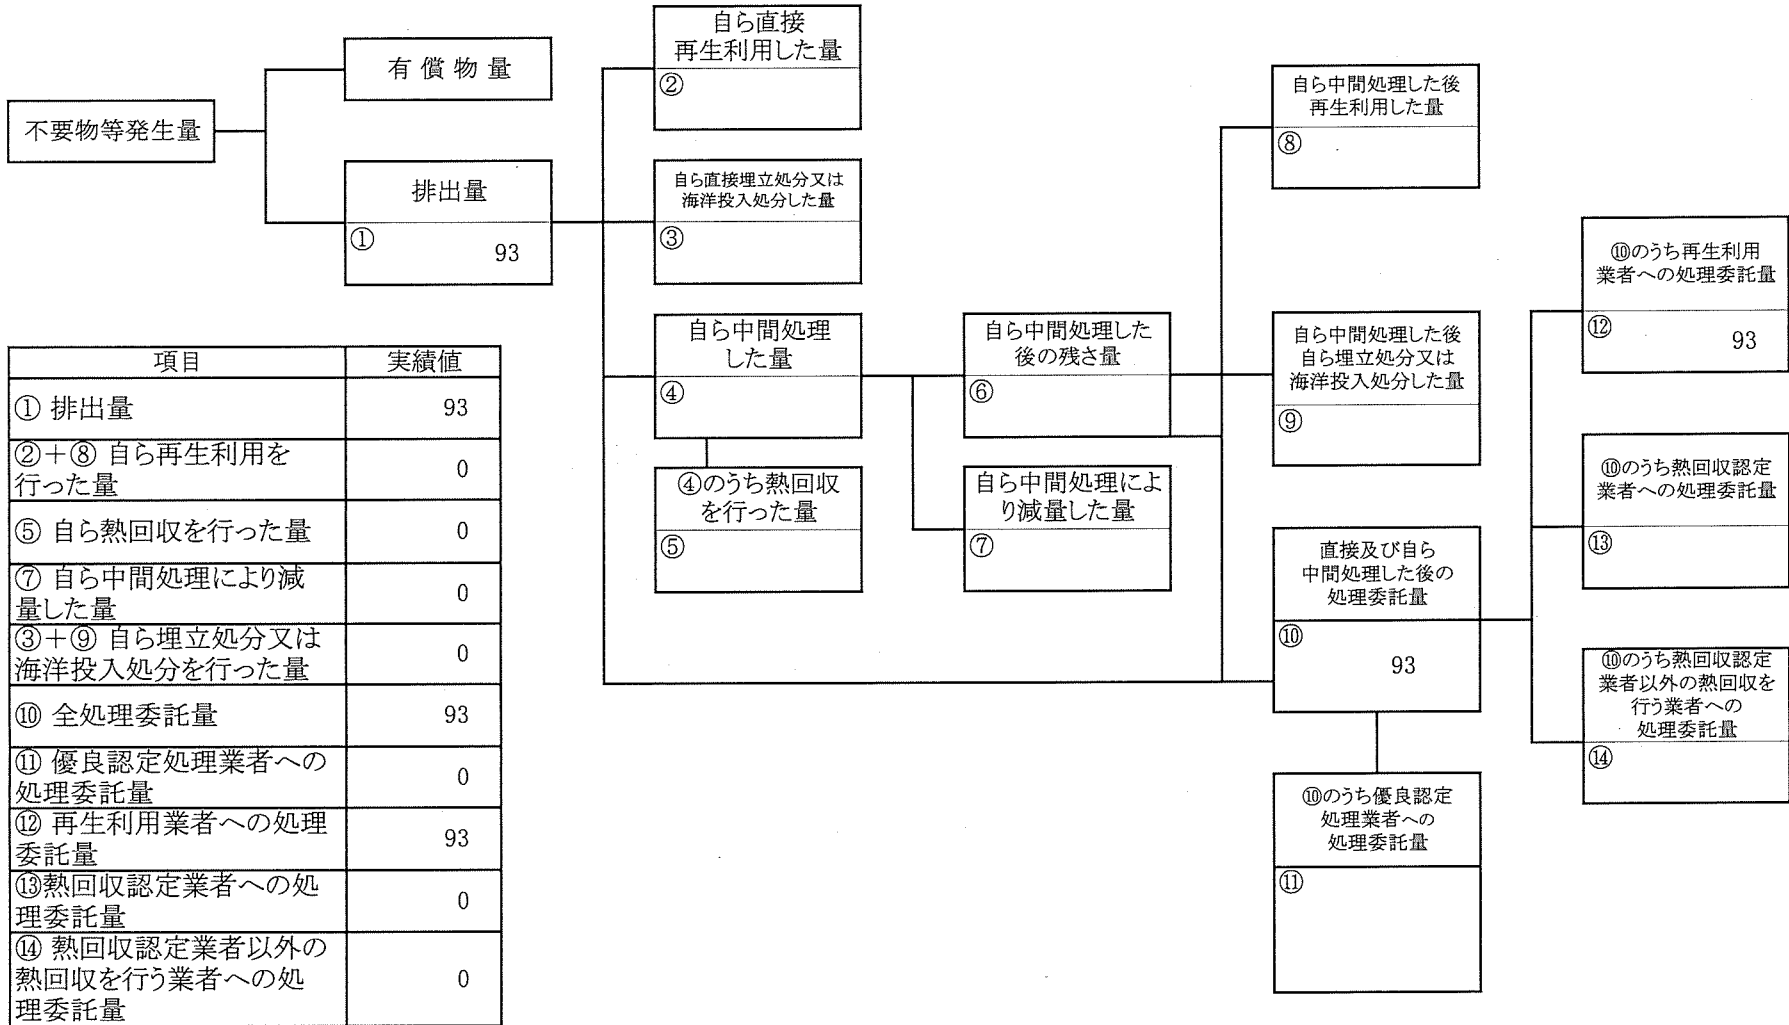 不要物等発生量
有償物量
排出量
①
93
自ら直接
再生利用した量
②
自ら直接埋立処分又は
海洋投入処分した量
③
自ら中間処理
した量
④
④のうち熱回収
を行った量
⑤
自ら中間処理した
後の残さ量
⑥
自ら中間処理によ
り減量した量
⑦
自ら中間処理した後
再生利用した量
⑧
自ら中間処理した後
自ら埋立処分又は
海洋投入処分した量
⑨
直接及び自ら
中間処理した後の
処理委託量
⑩
93
⑩のうち優良認定
処理業者への
処理委託量
⑪
⑩のうち再生利用
業者への処理委託量
⑫
93
⑩のうち熱回収認定
業者への処理委託量
⑬
⑩のうち熱回収認定
業者以外の熱回収を
行う業者への
処理委託量
⑭
項目 実績値
① 排出量 93
②+⑧ 自ら再生利用を
行った量 0
⑤ 自ら熱回収を行った量 0
⑦ 自ら中間処理により減
量した量 0
③+⑨ 自ら埋立処分又は
海洋投入処分を行った量 0
⑩ 全処理委託量 93
⑪ 優良認定処理業者への
処理委託量 0
⑫ 再生利用業者への処理
委託量 93
⑬熱回収認定業者への処
理委託量 0
⑭ 熱回収認定業者以外の
熱回収を行う業者への処
理委託量 0